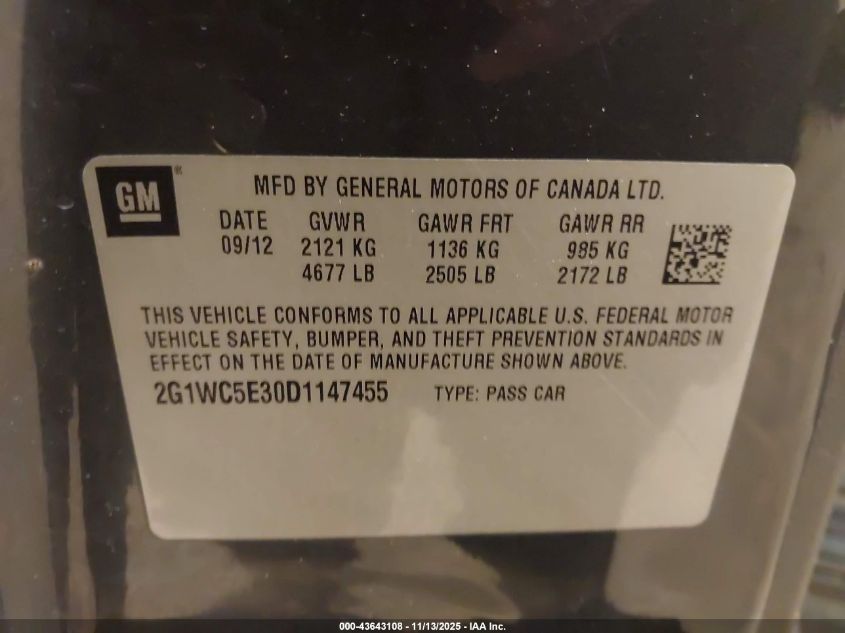 GM®
MFD BY GENERAL MOTORS OF CANADA LTD.
DATE GVWR GAWR FRT GAWR RR
09/12 2121 KG 1136 KG 985 KG
4677 LB 2505 LB 2172 LB
THIS VEHICLE CONFORMS TO ALL APPLICABLE U.S. FEDERAL MOTOR
VEHICLE SAFETY, BUMPER, AND THEFT PREVENTION STANDARDS IN
EFFECT ON THE DATE OF MANUFACTURE SHOWN ABOVE.
2G1WC5E30D1147455 TYPE: PASS CAR
000-43643108 - 11/13/2025 - IAA Inc.